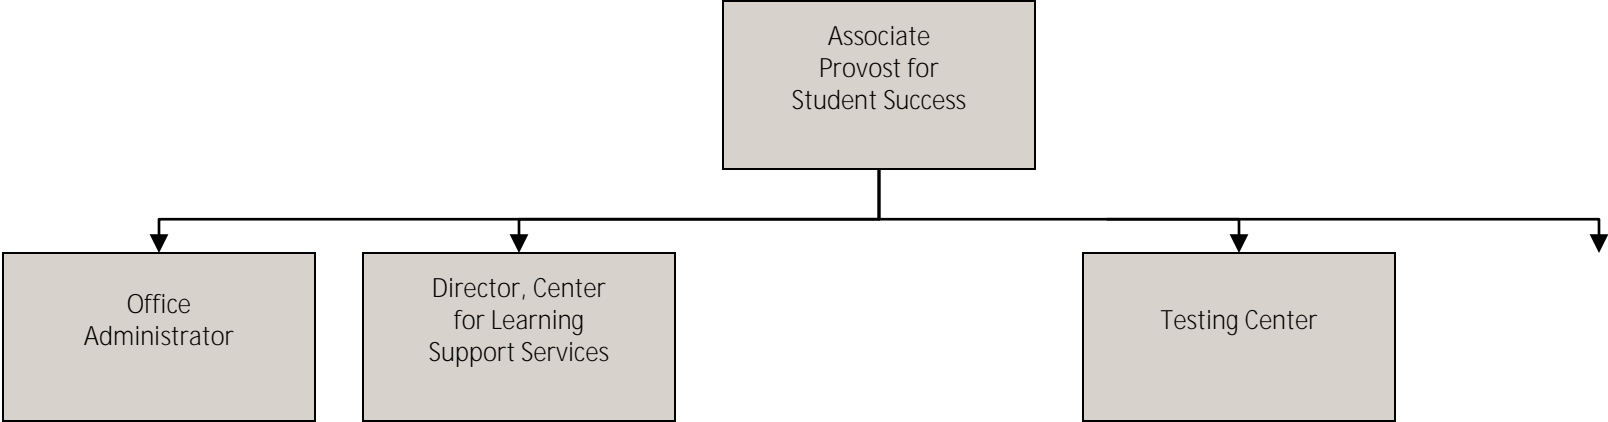 Associate
Provost for
Student Success
Office
Administrator
Director, Center
for Learning
Support Services
Testing Center